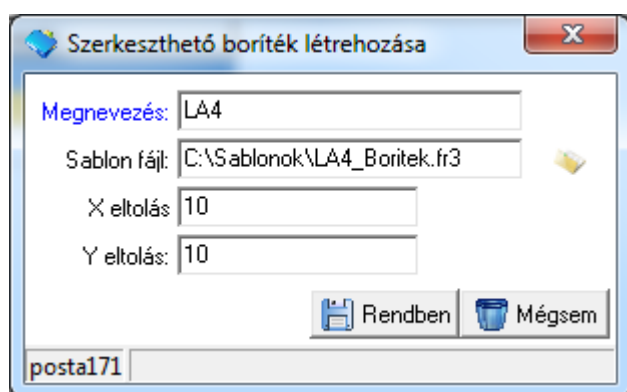 Szerkeszthető boríték létrehozása
Megnevezés: LA4
Sablon fájl: C:\Sablonok\LA4_Boritek.fr3
X eltolás 10
Y eltolás: 10
Rendben Mégsem
posta171